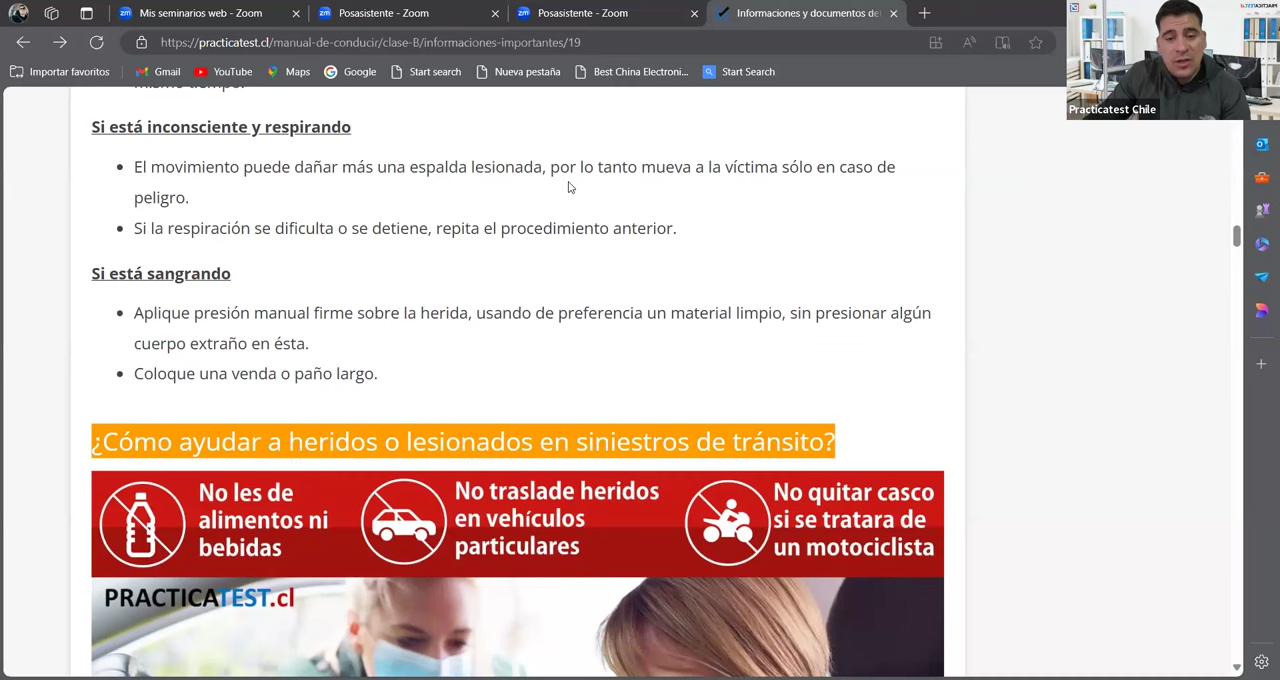 Mis seminarios web - Zoom
Posasistente - Zoom
Posasistente - Zoom
Informaciones y documentos de
https://practicatest.cl/manual-de-conducir/clase-B/informaciones-importantes/19
Importar favoritos
Gmail
YouTube
Maps
Google
Start search
Nueva pestaña
Best China Electroni...
Start Search
Practicatest Chile
mismo tiempo.
Si está inconsciente y respirando
• El movimiento puede dañar más una espalda lesionada, por lo tanto mueva a la víctima sólo en caso de
peligro.
• Si la respiración se dificulta o se detiene, repita el procedimiento anterior.
Si está sangrando
• Aplique presión manual firme sobre la herida, usando de preferencia un material limpio, sin presionar algún
cuerpo extraño en ésta.
• Coloque una venda o paño largo.
¿Cómo ayudar a heridos o lesionados en siniestros de tránsito?
No les de
alimentos ni
bebidas
No traslade heridos
en vehículos
particulares
No quitar casco
si se tratara de
un motociclista
PRACTICATEST.cl